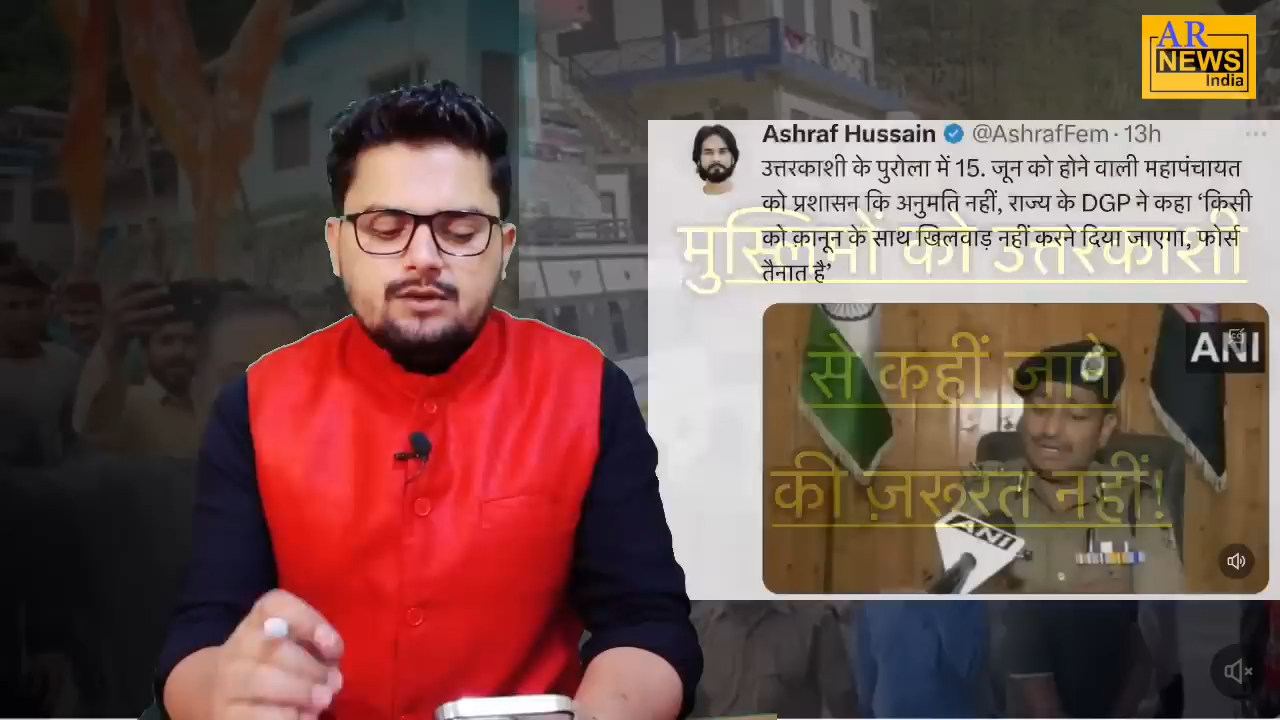 AR
NEWS
India
Ashraf Hussain @AshrafFem · 13h
उत्तरकाशी के पुरोला में 15. जून को होने वाली महापंचायत
को प्रशासन कि अनुमति नहीं, राज्य के DGP ने कहा ‘किसी
को क़ानून के साथ खिलवाड़ नहीं करने दिया जाएगा, फोर्स
तैनात है’
मुस्लिमों को उत्तरकाशी
से कहीं जाने
की ज़रूरत नहीं!
ANI
ANI